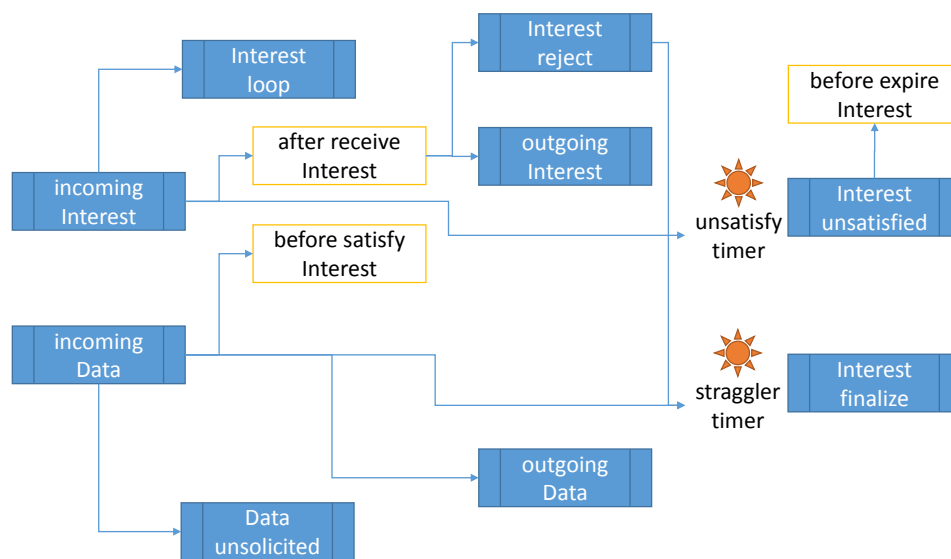 Interest
loop
Interest
reject
before expire
Interest
after receive
Interest
outgoing
Interest
incoming
Interest
unsatisfy
timer
Interest
unsatisfied
before satisfy
Interest
incoming
Data
straggler
timer
Interest
finalize
outgoing
Data
Data
unsolicited